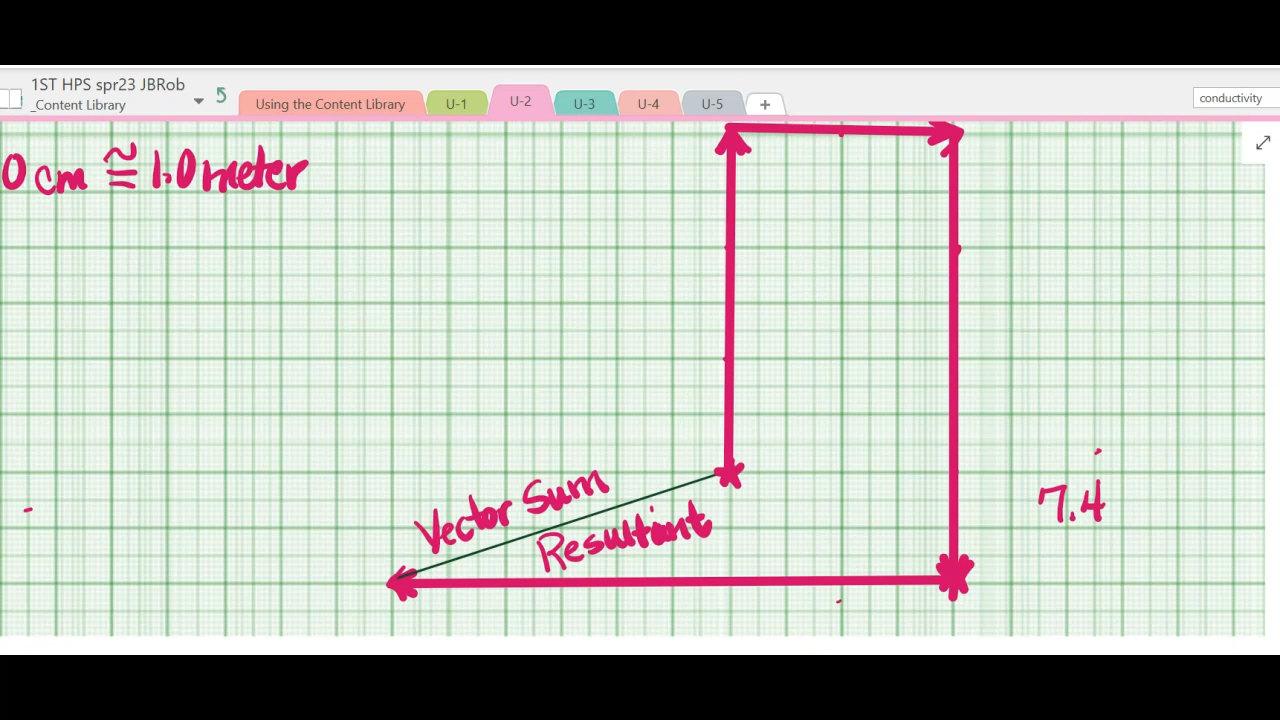 1ST HPS spr23 JBRob
_Content Library
Using the Content Library
U-1
U-2
U-3
U-4
U-5
+
conductivity
0 cm ≅ 1.0 meter
Vector Sum
Resultant
7.4